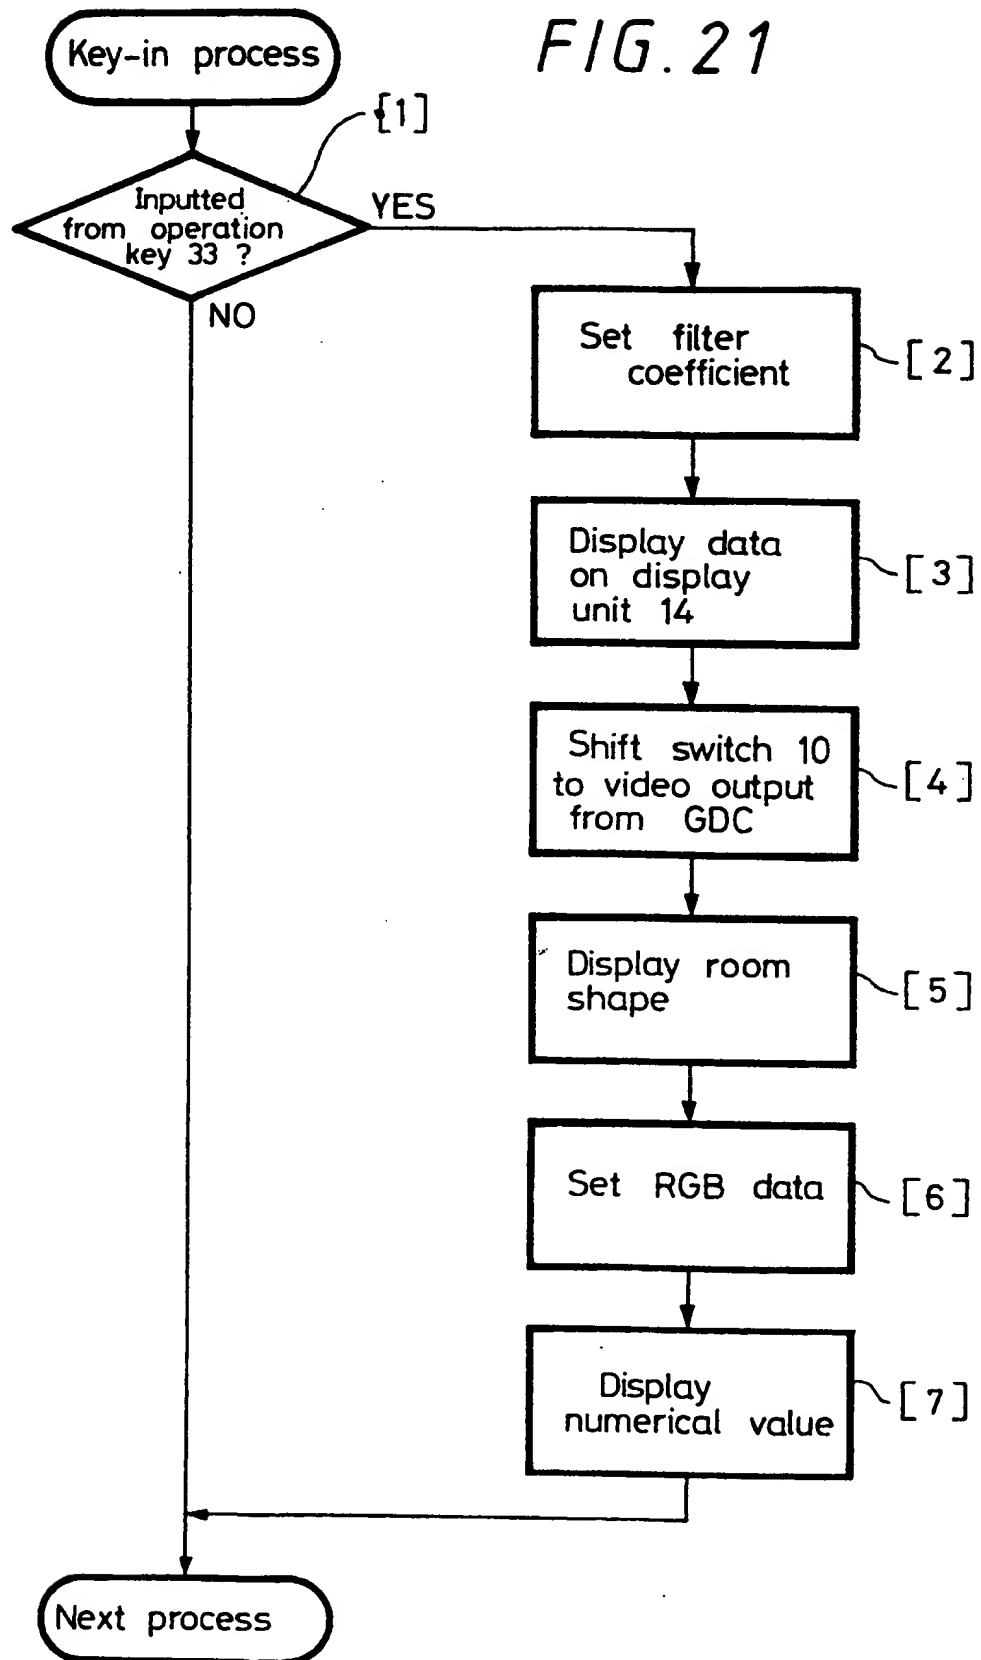 FIG. 21
Key-in process
[1]
Inputted
from operation
key 33 ?
YES
NO
Set filter
coefficient
[2]
Display data
on display
unit 14
[3]
Shift switch 10
to video output
from GDC
[4]
Display room
shape
[5]
Set RGB data
[6]
Display
numerical value
[7]
Next process